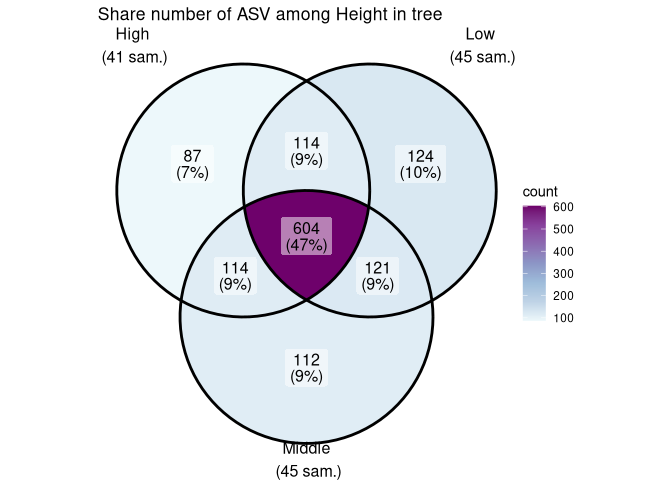 Share number of ASV among Height in tree
High
(41 sam.)
Low
(45 sam.)
87
(7%)
114
(9%)
124
(10%)
604
(47%)
114
(9%)
121
(9%)
112
(9%)
Middle
(45 sam.)
count
600
500
400
300
200
100